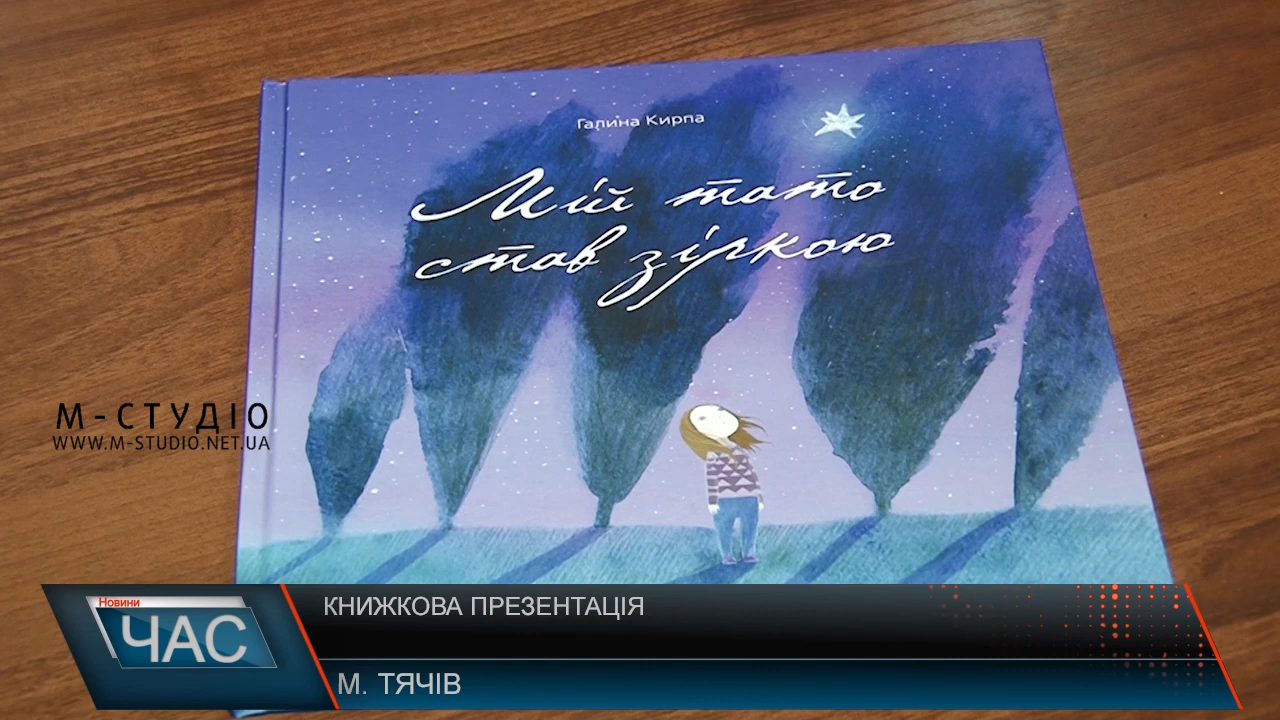 Галина Кирпа
Мій тато
став зіркою
М-СТУДІО
WWW.M-STUDIO.NET.UA
Новини
ЧАС
КНИЖКОВА ПРЕЗЕНТАЦІЯ
М. ТЯЧІВ